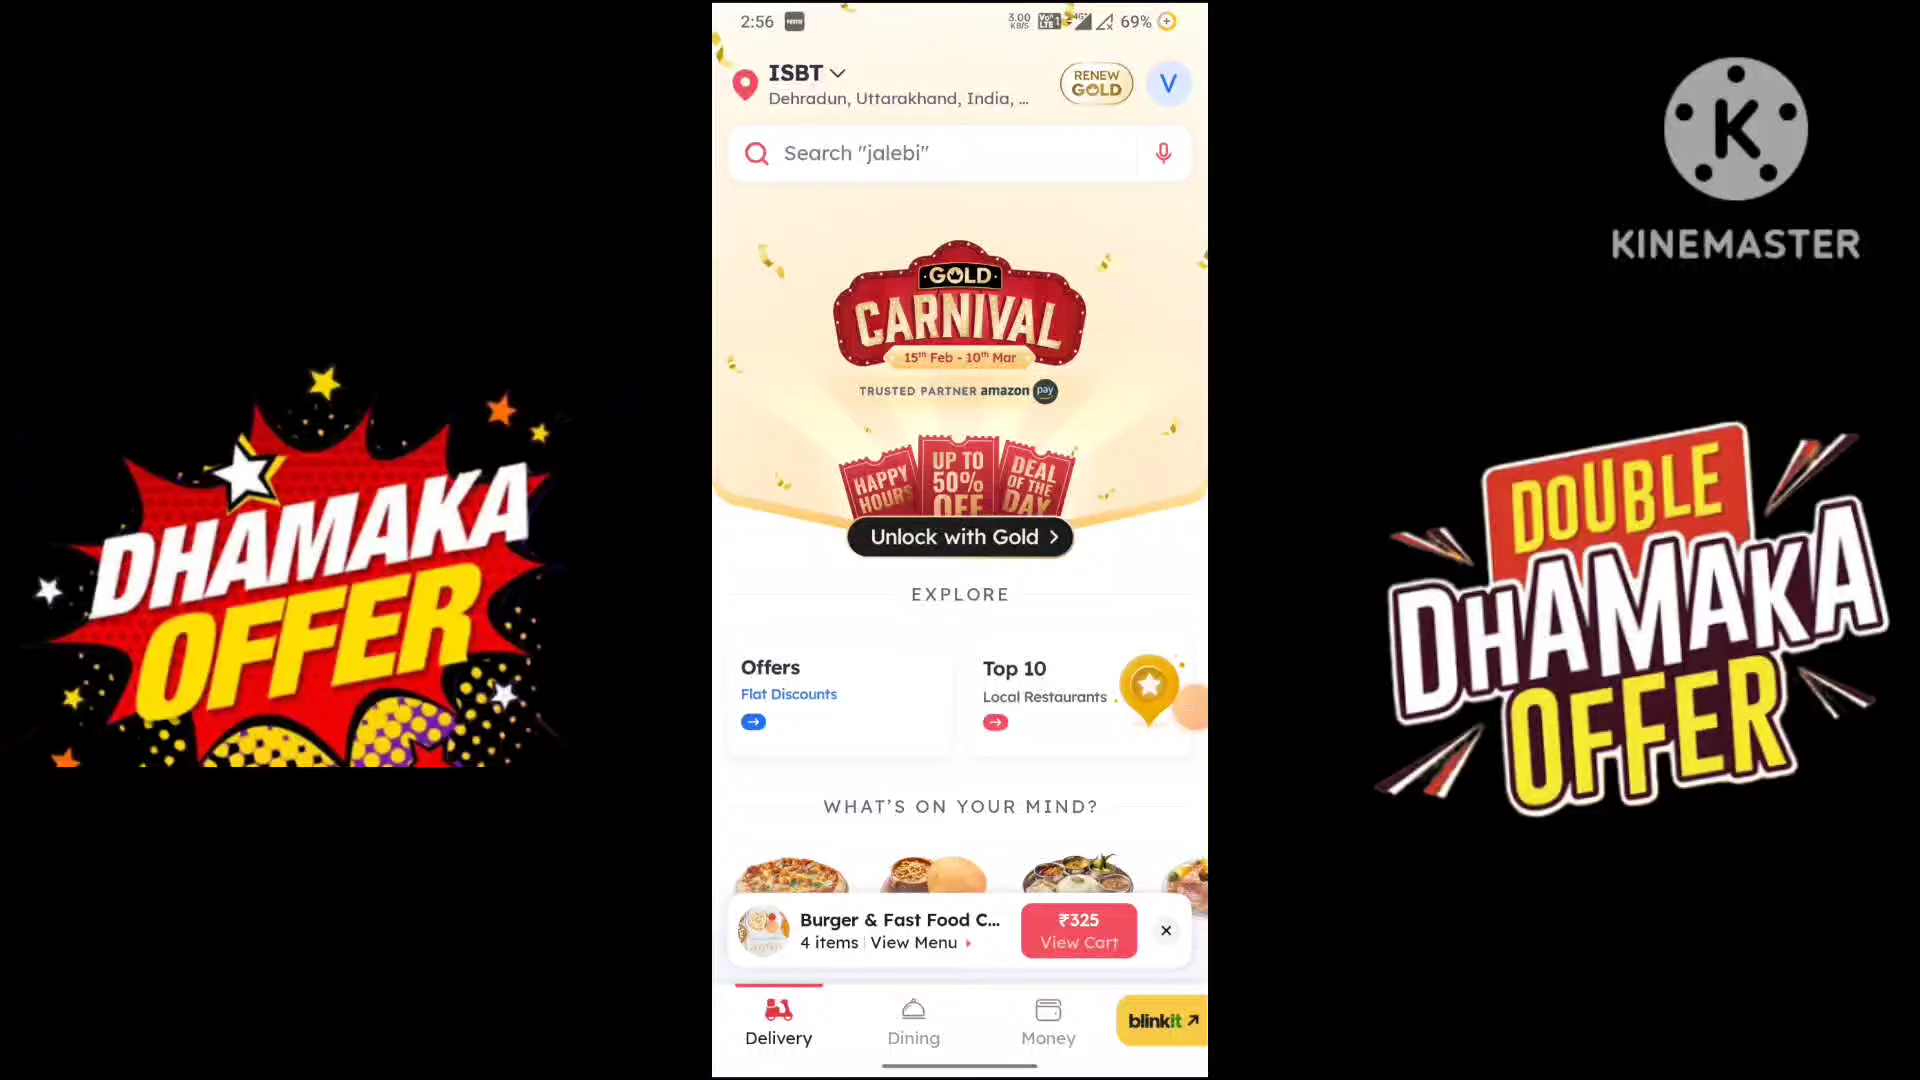 2:56
3.00
KB/S
69%
ISBT
Dehradun, Uttarakhand, India, ...
RENEW
GOLD
V
Search "jalebi"
GOLD
CARNIVAL
15th Feb - 10th Mar
TRUSTED PARTNER amazon pay
HAPPY
HOURS
UP TO
50%
OFF
DEAL
OF THE
DAY
Unlock with Gold >
EXPLORE
Offers
Flat Discounts
Top 10
Local Restaurants
WHAT'S ON YOUR MIND?
Burger & Fast Food C...
4 items | View Menu
₹325
View Cart
Delivery
Dining
Money
blinkit
DHAMAKA
OFFER
K
KINEMASTER
DOUBLE
DHAMAKA
OFFER